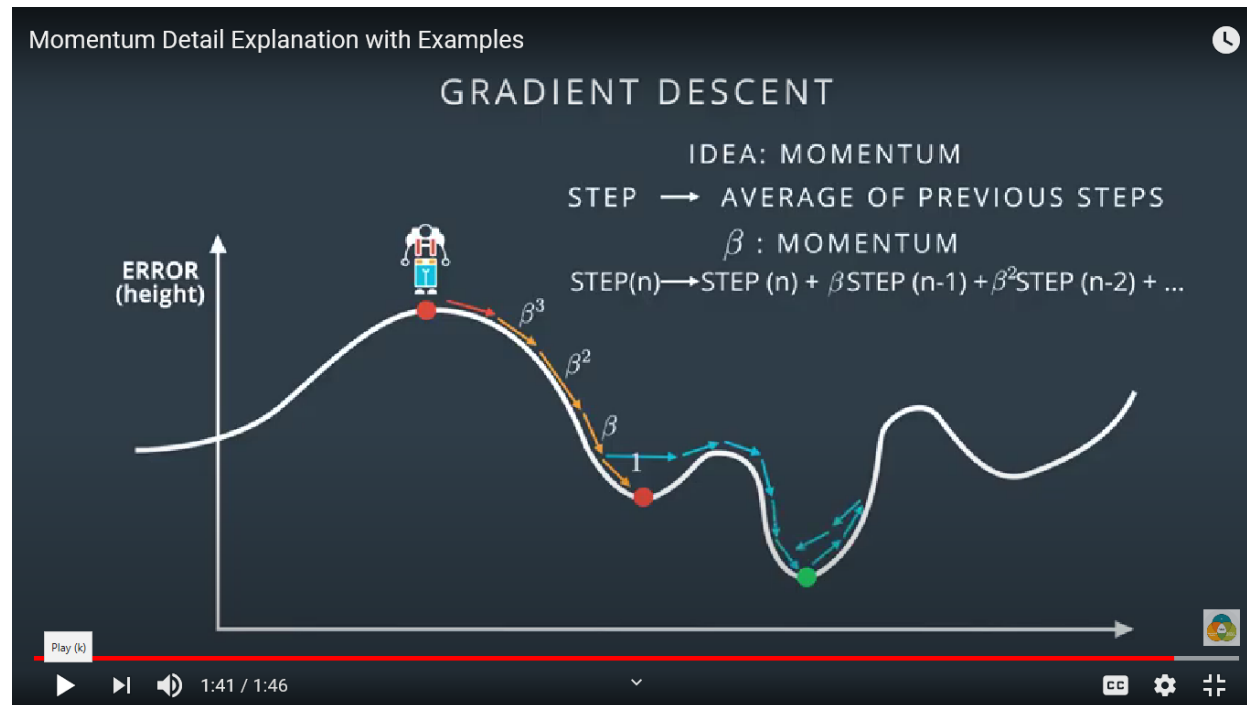 Momentum Detail Explanation with Examples
GRADIENT DESCENT
IDEA: MOMENTUM
STEP → AVERAGE OF PREVIOUS STEPS
β : MOMENTUM
STEP(n)→STEP (n) + βSTEP (n-1) + β²STEP (n-2) + ...
ERROR
(height)
β³
β²
β
1
Play (k)
1:41 / 1:46
CC